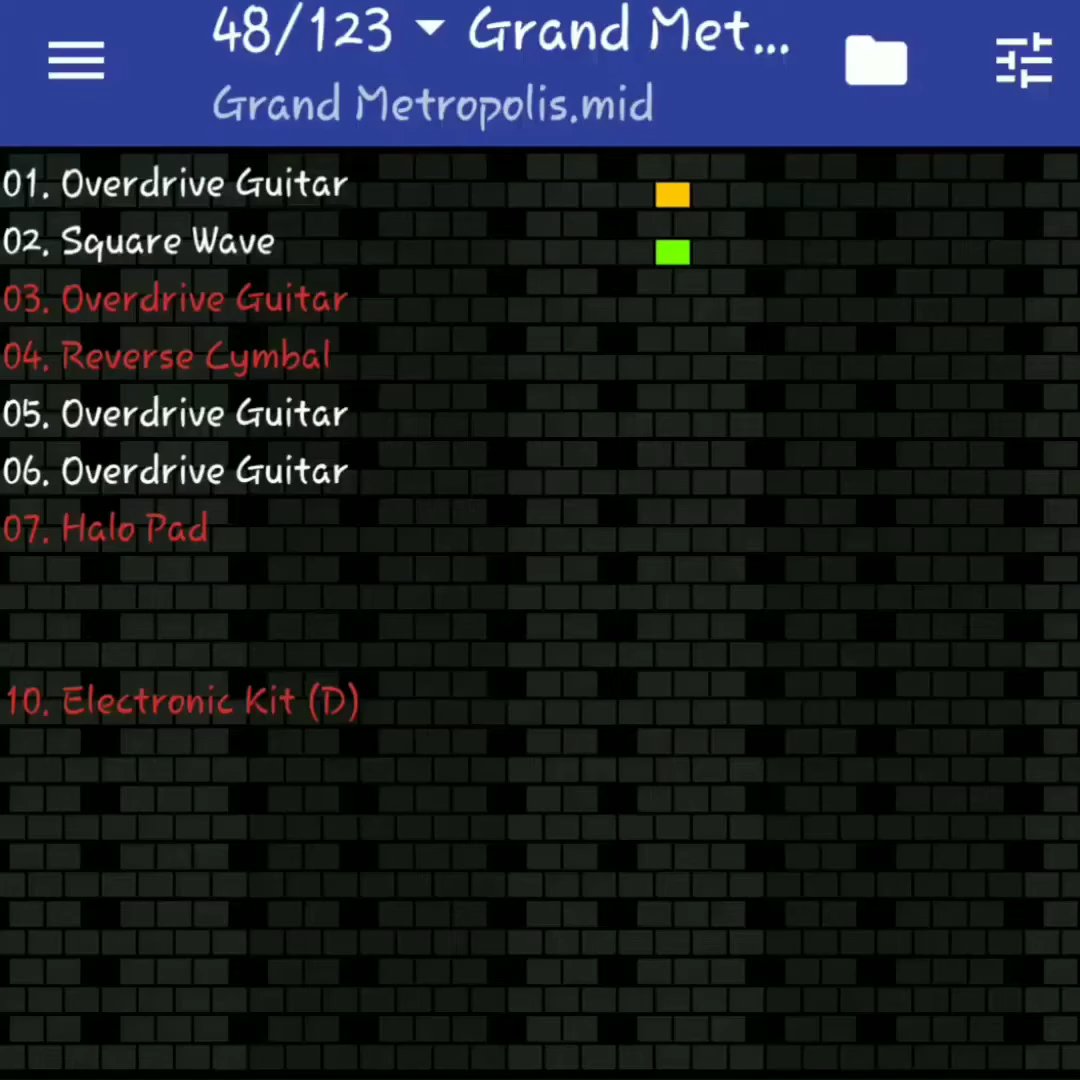 48/123 Grand Met...
Grand Metropolis.mid
01. Overdrive Guitar
02. Square Wave
03. Overdrive Guitar
04. Reverse Cymbal
05. Overdrive Guitar
06. Overdrive Guitar
07. Halo Pad
10. Electronic Kit (D)